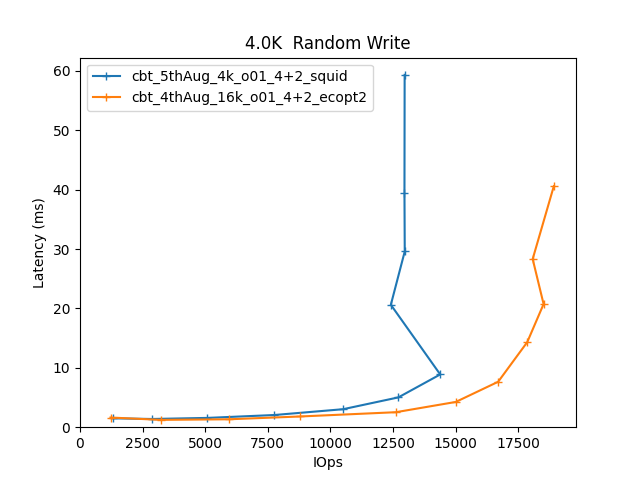 4.0K  Random Write
cbt_5thAug_4k_o01_4+2_squid
cbt_4thAug_16k_o01_4+2_ecopt2
Latency (ms)
60
50
40
30
20
10
0
0 2500 5000 7500 10000 12500 15000 17500
IOps